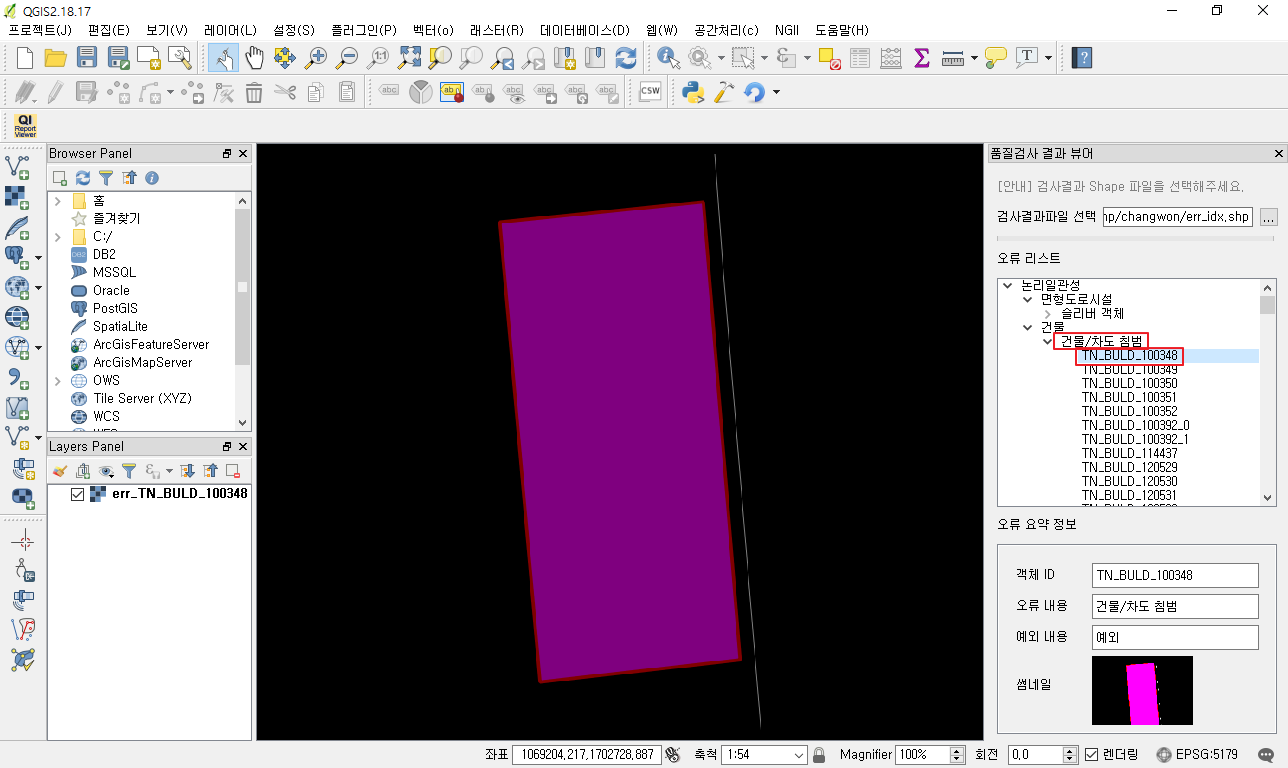 QGIS2.18.17
프로젝트(J) 편집(E) 보기(V) 레이어(L) 설정(S) 플러그인(P) 벡터(o) 래스터(R) 데이터베이스(D) 웹(W) 공간처리(c) NGII 도움말(H)
1:1
T
abc abc abc abc abc abc abc CSW
QI
Report
Viewer
Browser Panel
홈
즐겨찾기
C:/
DB2
MSSQL
Oracle
PostGIS
SpatiaLite
ArcGisFeatureServer
ArcGisMapServer
OWS
Tile Server (XYZ)
WCS
Layers Panel
err_TN_BULD_100348
품질검사 결과 뷰어
[안내] 검사결과 Shape 파일을 선택해주세요.
검사결과파일 선택 np/changwon/err_idx.shp ...
오류 리스트
논리일관성
면형도로시설
슬리버 객체
건물
건물/차도 침범
TN_BULD_100348
TN_BULD_100349
TN_BULD_100350
TN_BULD_100351
TN_BULD_100352
TN_BULD_100392_0
TN_BULD_100392_1
TN_BULD_114437
TN_BULD_120529
TN_BULD_120530
TN_BULD_120531
오류 요약 정보
객체 ID TN_BULD_100348
오류 내용 건물/차도 침범
예외 내용 예외
썸네일
좌표 1069204,217,1702728,887 축척 1:54 Magnifier 100% 회전 0,0 렌더링 EPSG:5179